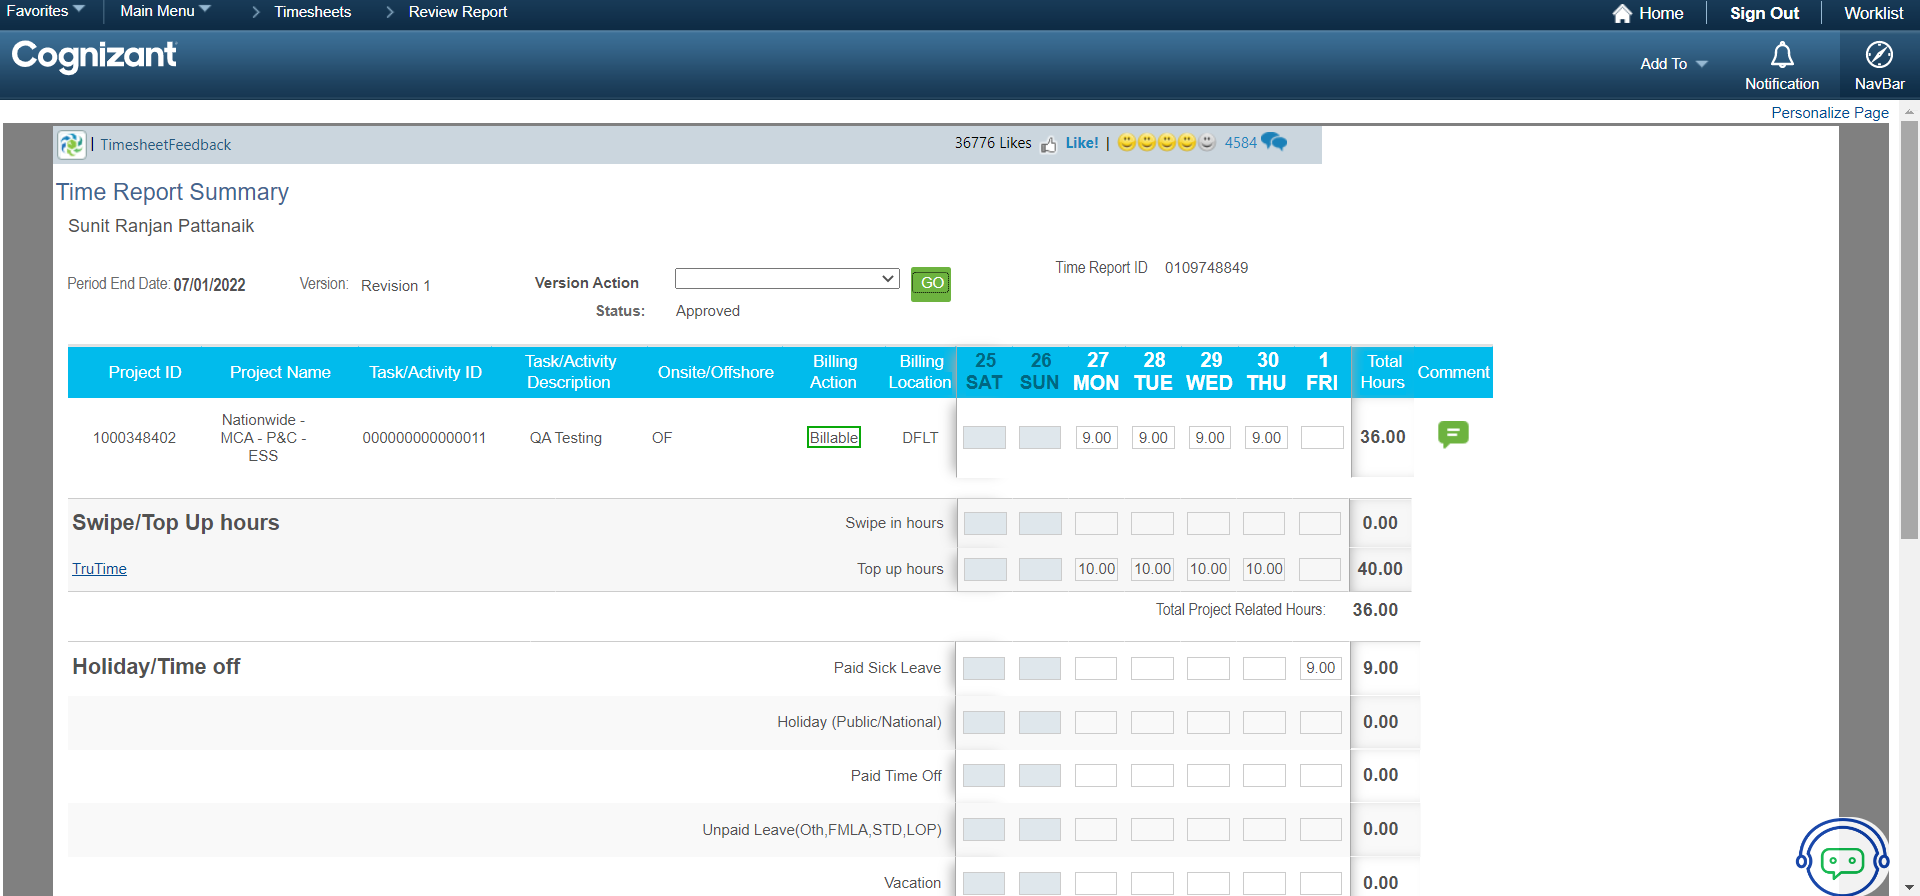 Favorites Main Menu > Timesheets > Review Report Home Sign Out Worklist
Cognizant
Add To Notification NavBar
Personalize Page
| TimesheetFeedback 36776 Likes Like! | 4584
Time Report Summary
Sunit Ranjan Pattanaik
Time Report ID 0109748849
Period End Date: 07/01/2022 Version: Revision 1 Version Action GO
Status: Approved
Project ID Project Name Task/Activity ID Task/Activity Description Onsite/Offshore Billing Action Billing Location 25 SAT 26 SUN 27 MON 28 TUE 29 WED 30 THU 1 FRI Total Hours Comment
1000348402 Nationwide - MCA - P&C - ESS 000000000000011 QA Testing OF Billable DFLT 9.00 9.00 9.00 9.00 36.00
Swipe/Top Up hours Swipe in hours 0.00
TruTime Top up hours 10.00 10.00 10.00 10.00 40.00
Total Project Related Hours: 36.00
Holiday/Time off Paid Sick Leave 9.00 9.00
Holiday (Public/National) 0.00
Paid Time Off 0.00
Unpaid Leave(Oth,FMLA,STD,LOP) 0.00
Vacation 0.00